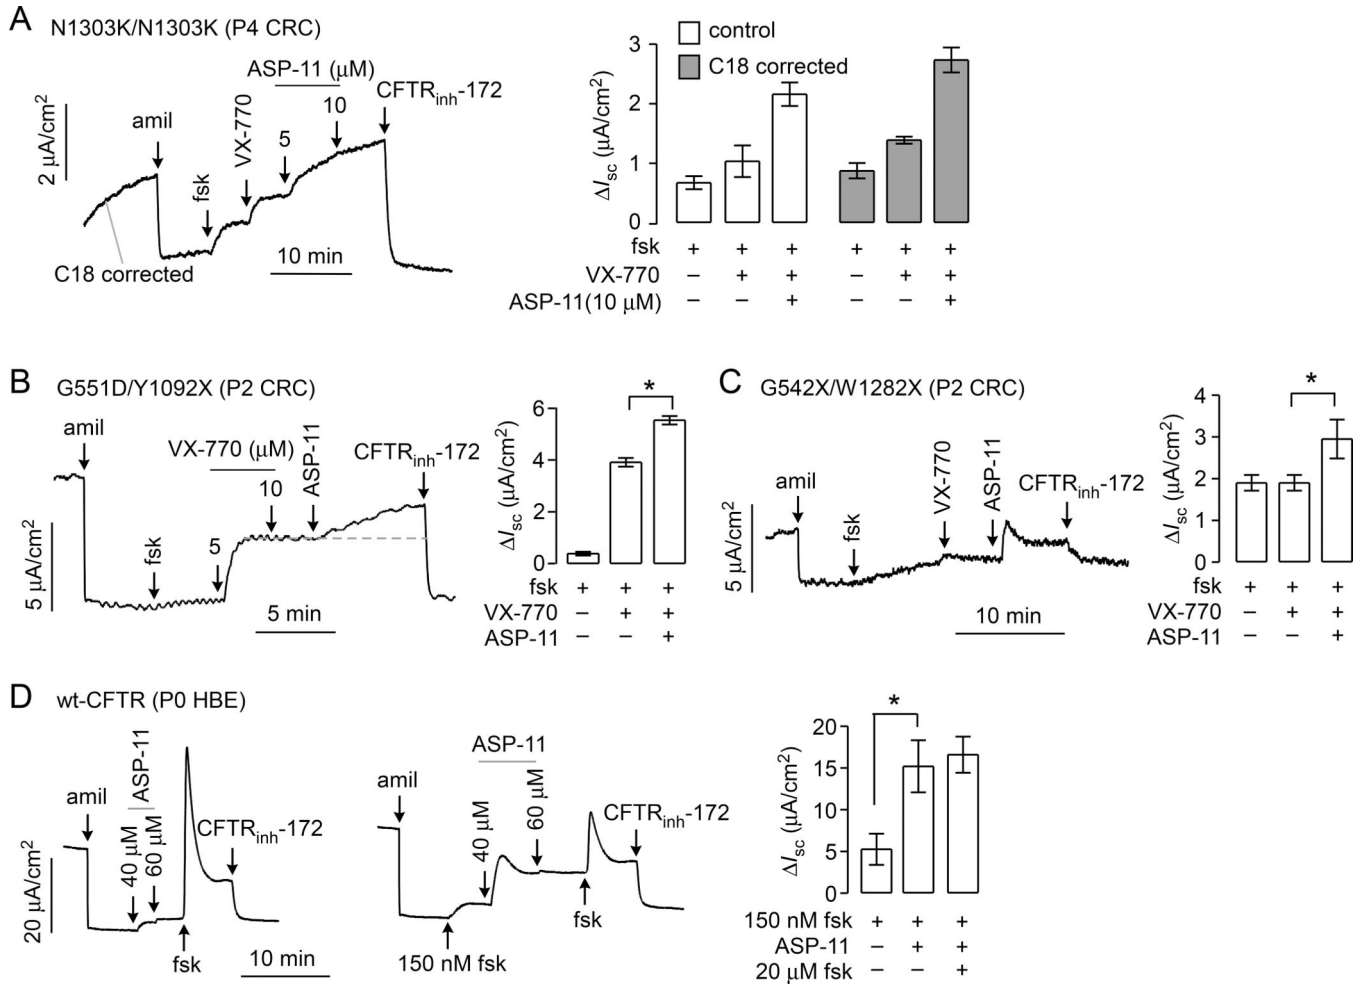 A N1303K/N1303K (P4 CRC)
ASP-11 (μM)
amil
fsk
VX-770
5
10
CFTRinh-172
2 μA/cm2
C18 corrected
10 min
control
C18 corrected
ΔIsc (μA/cm2)
3
2
1
0
fsk + + + + + +
VX-770 – + + – + +
ASP-11(10 μM) – – + – – +
B G551D/Y1092X (P2 CRC)
amil
fsk
VX-770 (μM)
5
10
ASP-11
CFTRinh-172
5 μA/cm2
5 min
ΔIsc (μA/cm2)
6
4
2
0
*
fsk + + +
VX-770 – + +
ASP-11 – – +
C G542X/W1282X (P2 CRC)
amil
fsk
VX-770
ASP-11
CFTRinh-172
5 μA/cm2
10 min
ΔIsc (μA/cm2)
4
3
2
1
0
*
fsk + + +
VX-770 – + +
ASP-11 – – +
D wt-CFTR (P0 HBE)
amil
ASP-11
40 μM
60 μM
fsk
CFTRinh-172
20 μA/cm2
10 min
amil
150 nM fsk
ASP-11
40 μM
60 μM
fsk
CFTRinh-172
ΔIsc (μA/cm2)
20
15
10
5
0
*
150 nM fsk + + +
ASP-11 – + +
20 μM fsk – – +